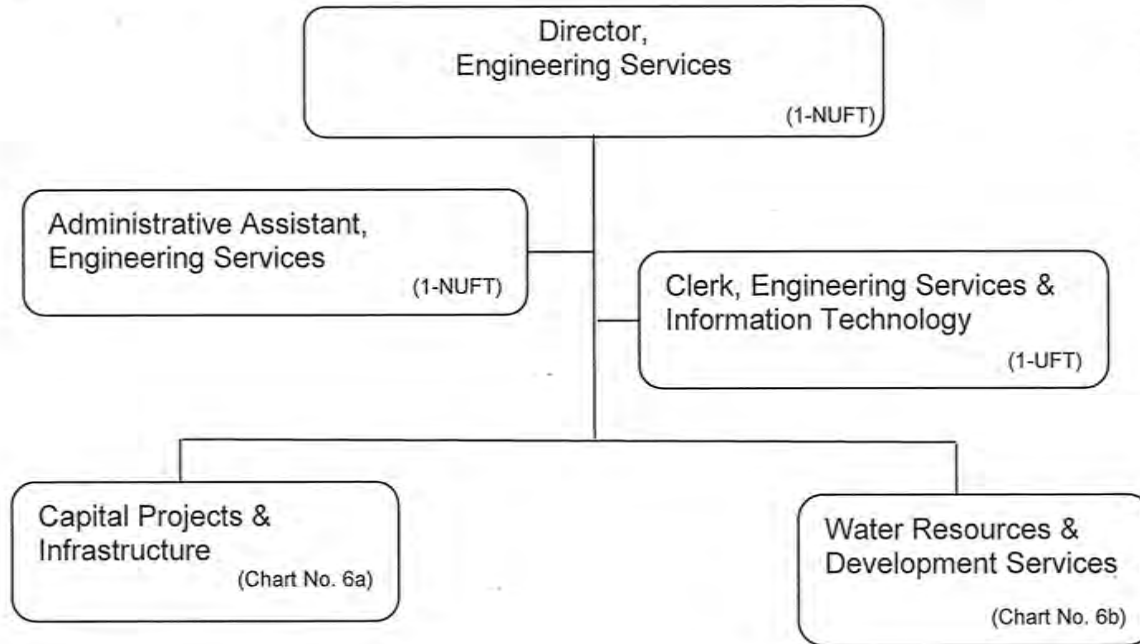 Director,
Engineering Services
(1-NUFT)
Administrative Assistant,
Engineering Services
(1-NUFT)
Clerk, Engineering Services &
Information Technology
(1-UFT)
Capital Projects &
Infrastructure
(Chart No. 6a)
Water Resources &
Development Services
(Chart No. 6b)